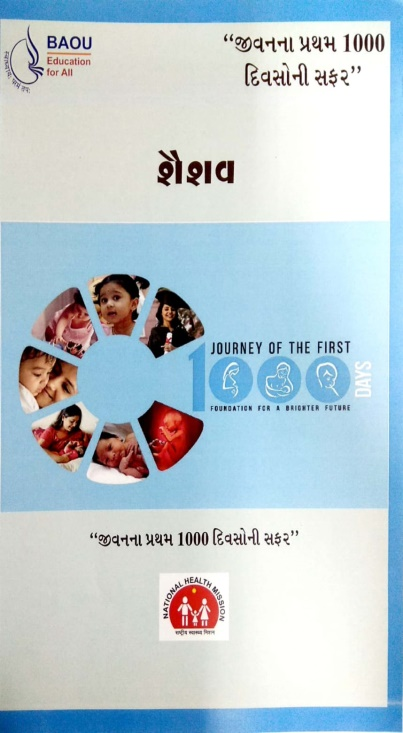 BAOU
Education
for All
“જીવનના પ્રથમ 1000
દિવસોની સફર”
શૈશવ
JOURNEY OF THE FIRST
1000
DAYS
FOUNDATION FOR A BRIGHTER FUTURE
“જીવનના પ્રથમ 1000 દિવસોની સફર”
NATIONAL HEALTH MISSION
राष्ट्रीय स्वास्थ्य मिशन